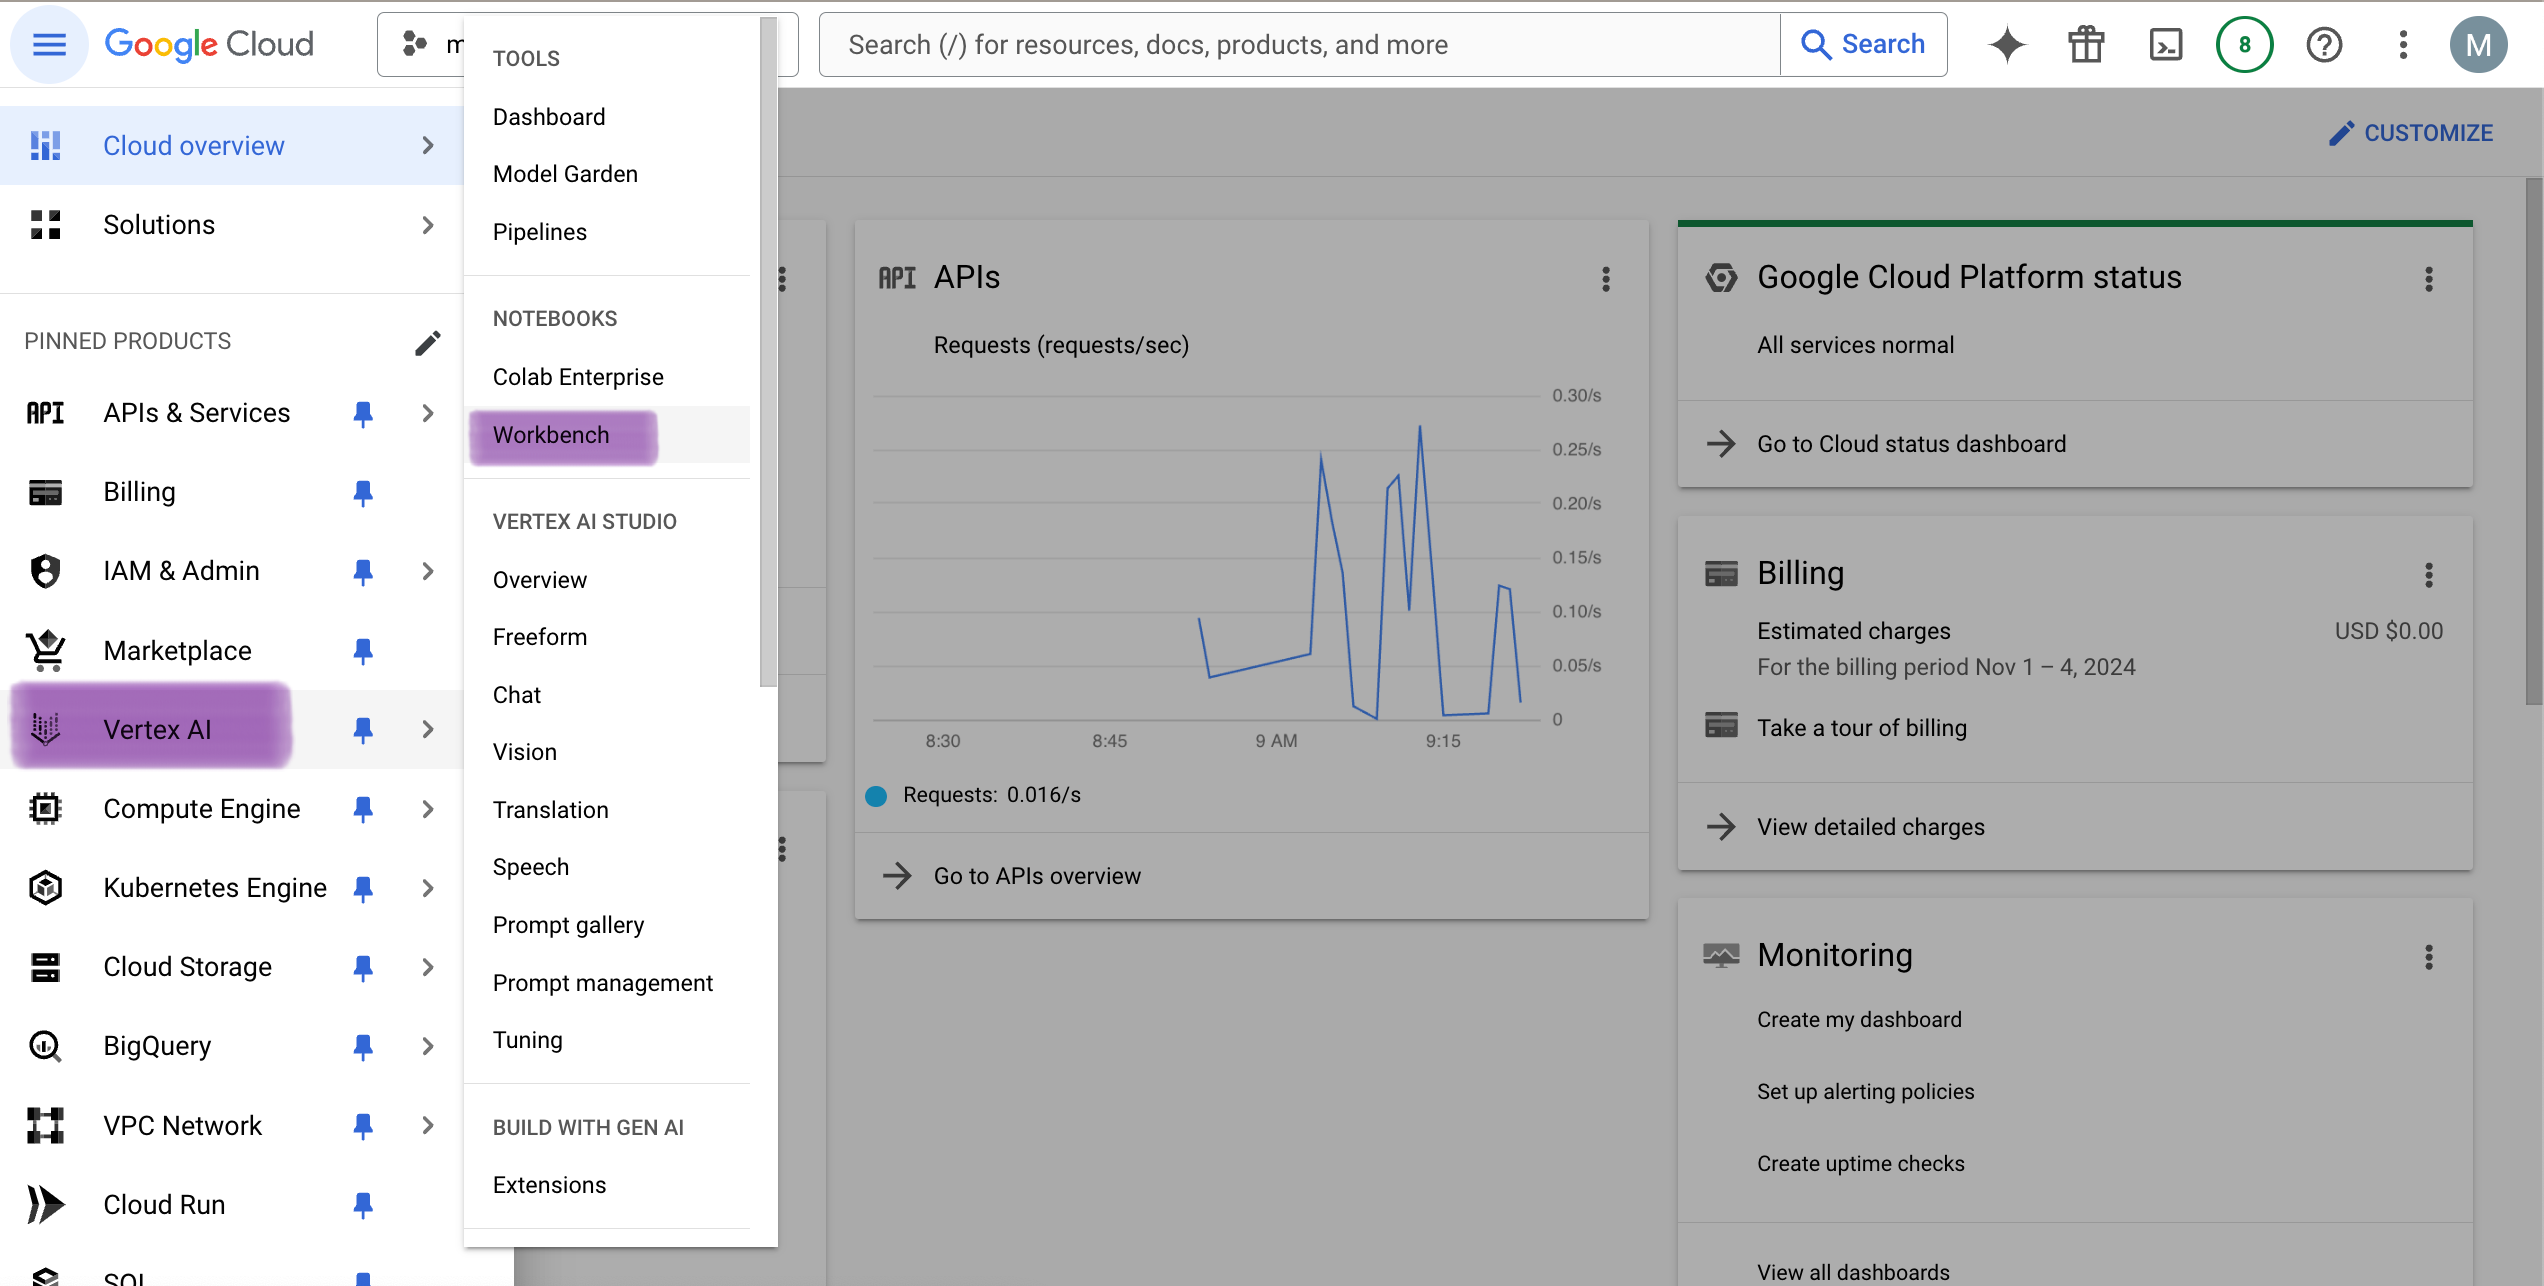 Google Cloud
Search (/) for resources, docs, products, and more
Search
8
M
Cloud overview
Solutions
PINNED PRODUCTS
API APIs & Services
Billing
IAM & Admin
Marketplace
Vertex AI
Compute Engine
Kubernetes Engine
Cloud Storage
BigQuery
VPC Network
Cloud Run
SQL
TOOLS
Dashboard
Model Garden
Pipelines
NOTEBOOKS
Colab Enterprise
Workbench
VERTEX AI STUDIO
Overview
Freeform
Chat
Vision
Translation
Speech
Prompt gallery
Prompt management
Tuning
BUILD WITH GEN AI
Extensions
CUSTOMIZE
API APIs
Requests (requests/sec)
0.30/s
0.25/s
0.20/s
0.15/s
0.10/s
0.05/s
0
8:30 8:45 9 AM 9:15
Requests: 0.016/s
Go to APIs overview
Google Cloud Platform status
All services normal
Go to Cloud status dashboard
Billing
Estimated charges USD $0.00
For the billing period Nov 1 – 4, 2024
Take a tour of billing
View detailed charges
Monitoring
Create my dashboard
Set up alerting policies
Create uptime checks
View all dashboards